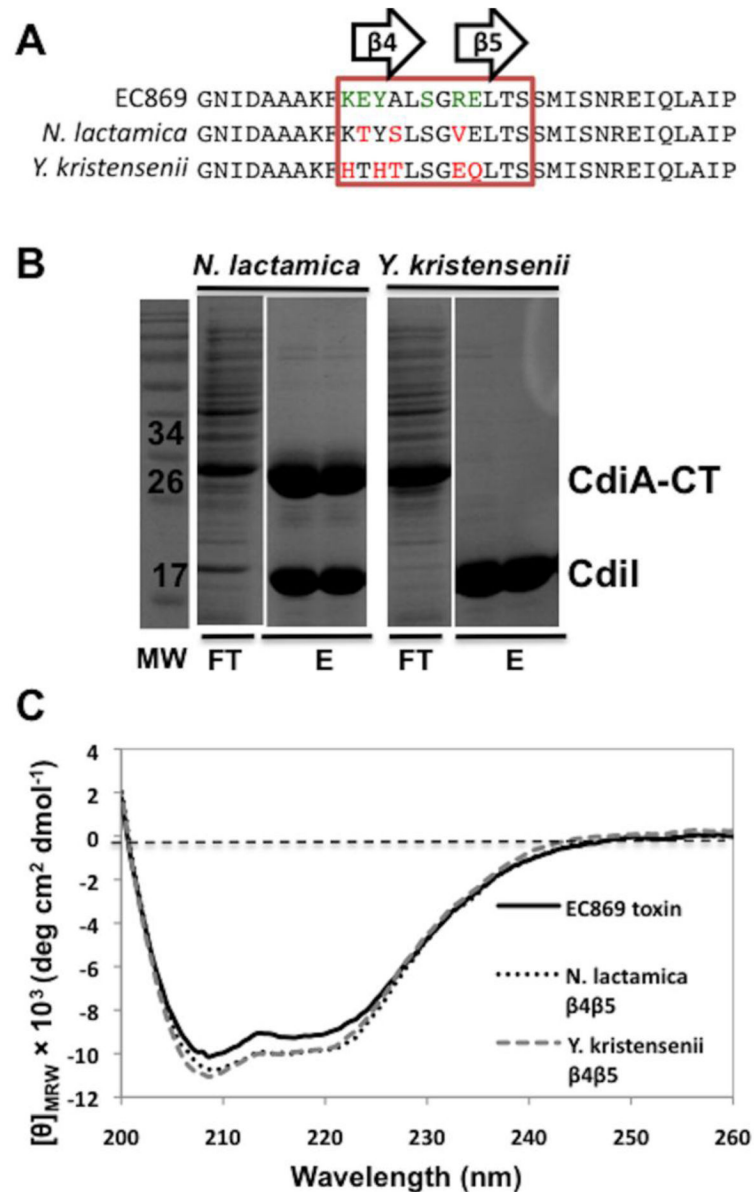 A
β4 β5
EC869 GNIDAAAKFKEYALSGRELTSSMISNREIQLAIP
N. lactamica GNIDAAAKFKTYSLSGVELTSSMISNREIQLAIP
Y. kristensenii GNIDAAAKFHTHTLSGEQLTSSMISNREIQLAIP
B
N. lactamica Y. kristensenii
34
26
17
CdiA-CT
CdiI
MW FT E FT E
C
4
2
0
-2
-4
-6
-8
-10
-12
[θ]MRW × 10³ (deg cm² dmol⁻¹)
EC869 toxin
N. lactamica
β4β5
Y. kristensenii
β4β5
200 210 220 230 240 250 260
Wavelength (nm)